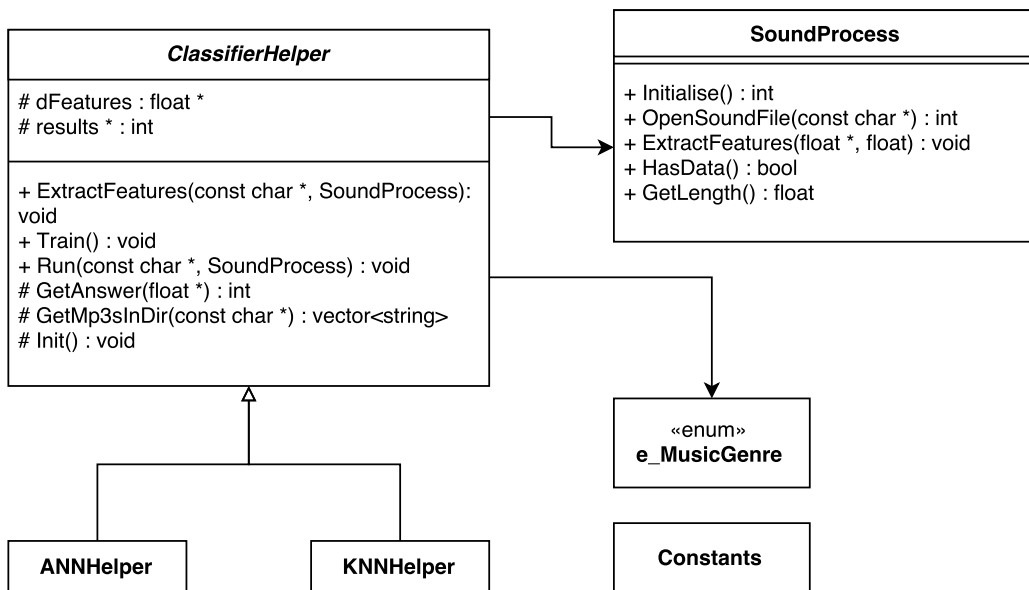 ClassifierHelper
# dFeatures : float *
# results * : int
+ ExtractFeatures(const char *, SoundProcess):
void
+ Train() : void
+ Run(const char *, SoundProcess) : void
# GetAnswer(float *) : int
# GetMp3sInDir(const char *) : vector<string>
# Init() : void
SoundProcess
+ Initialise() : int
+ OpenSoundFile(const char *) : int
+ ExtractFeatures(float *, float) : void
+ HasData() : bool
+ GetLength() : float
«enum»
e_MusicGenre
ANNHelper
KNNHelper
Constants